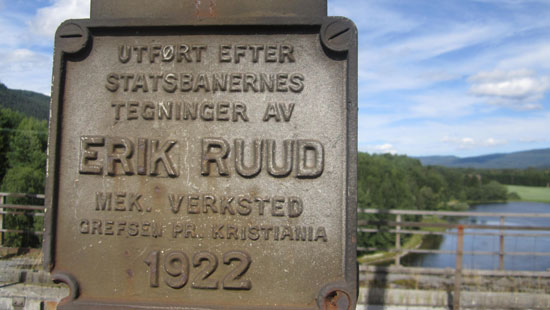 UTFØRT EFTER
STATSBANERNES
TEGNINGER AV
ERIK RUUD
MEK. VERKSTED
GREFSEN PR. KRISTIANIA
1922